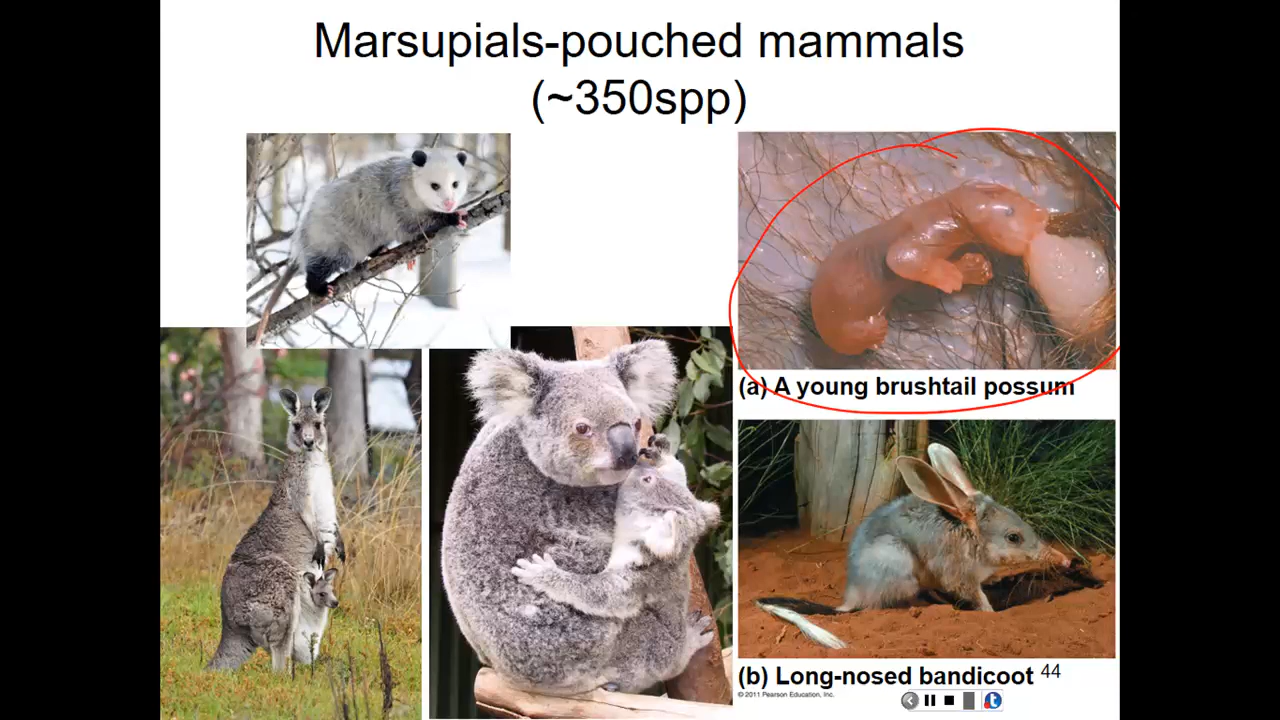 Marsupials-pouched mammals
(~350spp)
(a) A young brushtail possum
(b) Long-nosed bandicoot 44
© 2011 Pearson Education, Inc.